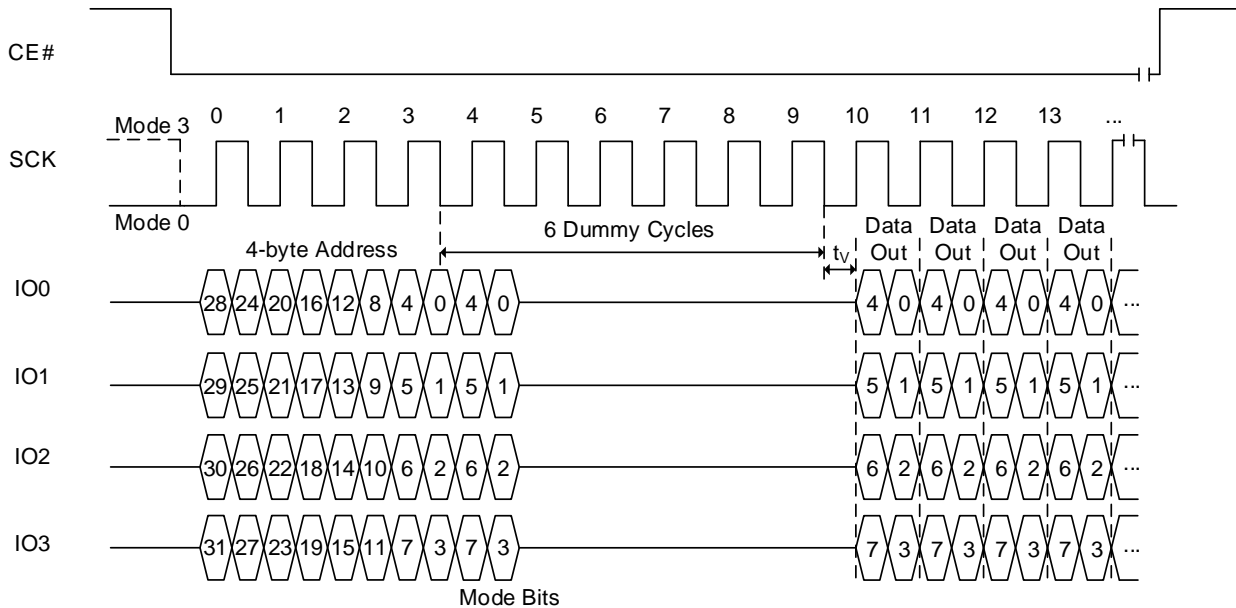 CE#
0 1 2 3 4 5 6 7 8 9 10 11 12 13 ...
Mode 3
SCK
Mode 0
6 Dummy Cycles
Data Out Data Out Data Out Data Out
4-byte Address
tV
IO0 28 24 20 16 12 8 4 0 4 0 4 0 4 0 4 0 4 0 ...
IO1 29 25 21 17 13 9 5 1 5 1 5 1 5 1 5 1 5 1 ...
IO2 30 26 22 18 14 10 6 2 6 2 6 2 6 2 6 2 6 2 ...
IO3 31 27 23 19 15 11 7 3 7 3 7 3 7 3 7 3 7 3 ...
Mode Bits